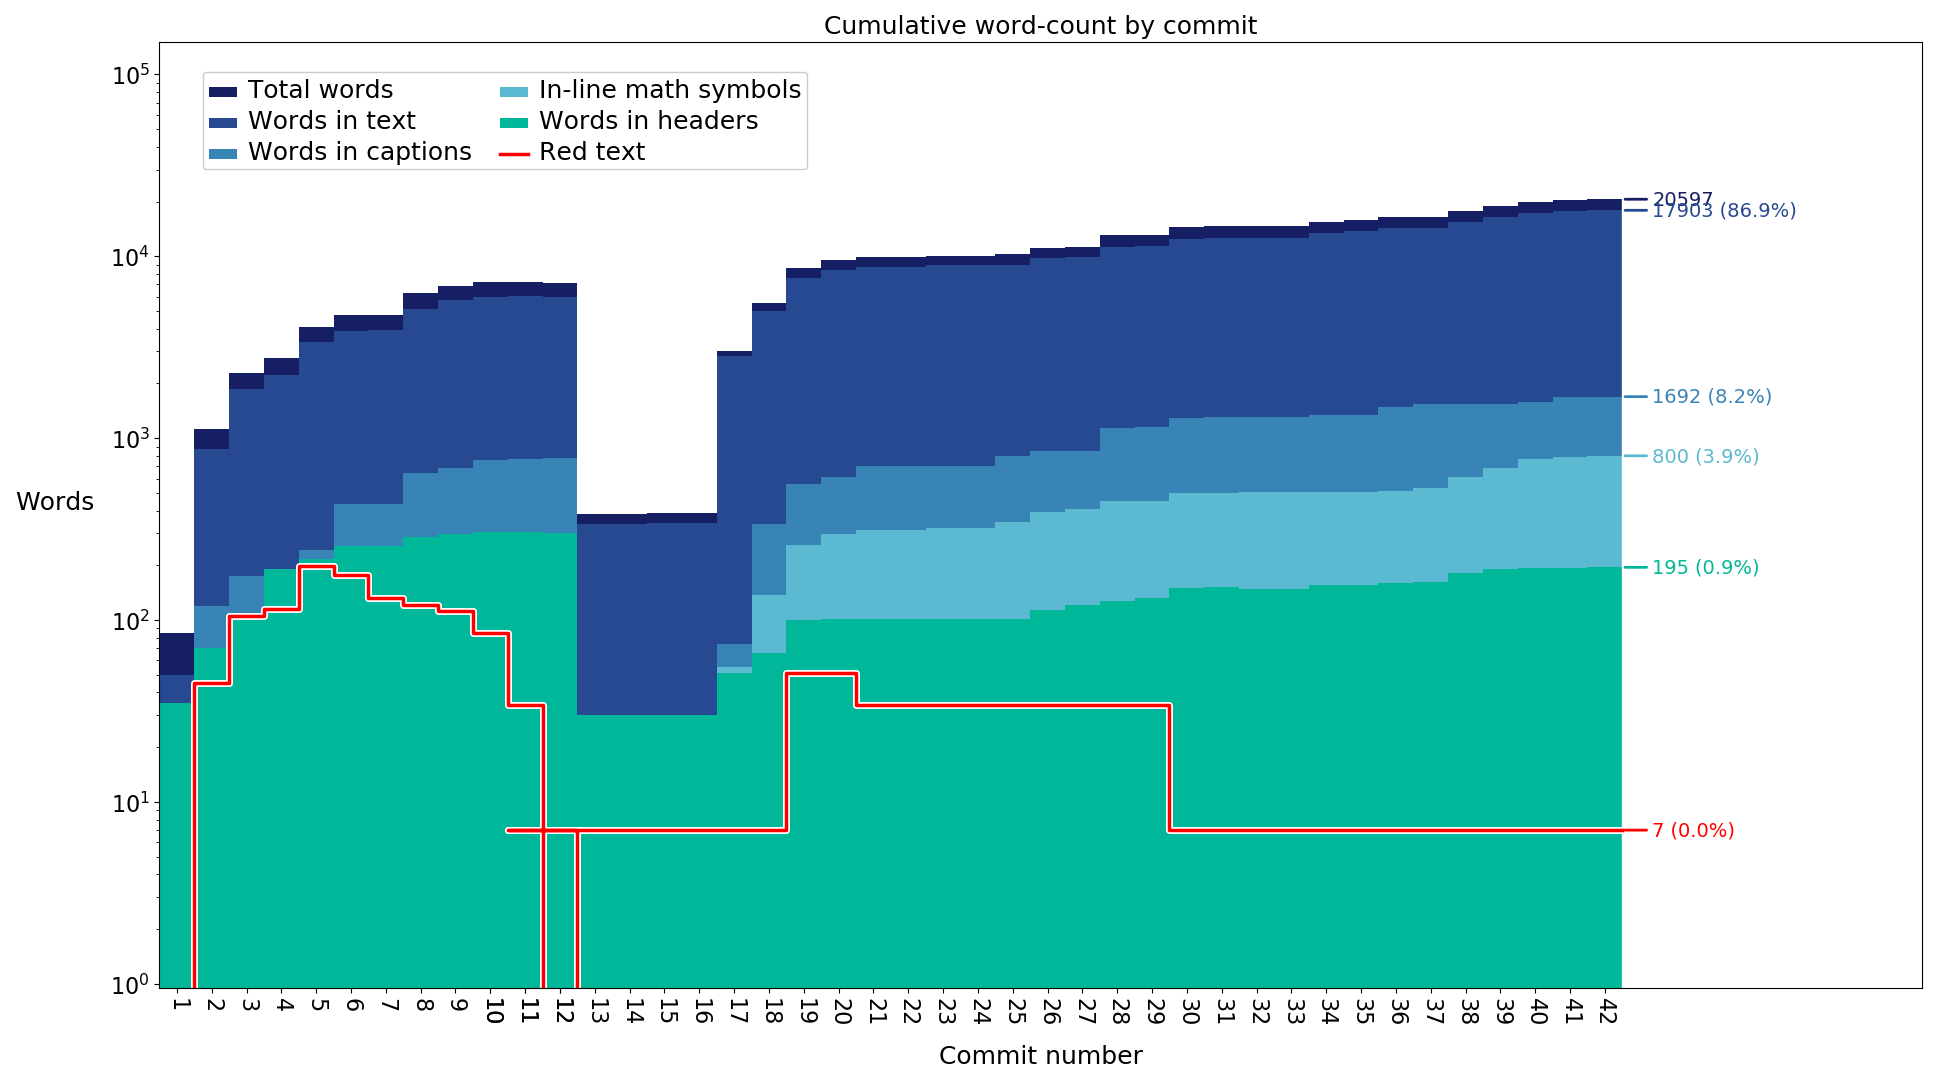 Cumulative word-count by commit
Total words
Words in text
Words in captions
In-line math symbols
Words in headers
Red text
Words
10^5
10^4
10^3
10^2
10^1
10^0
20597
17903 (86.9%)
1692 (8.2%)
800 (3.9%)
195 (0.9%)
7 (0.0%)
1 2 3 4 5 6 7 8 9 10 11 12 13 14 15 16 17 18 19 20 21 22 23 24 25 26 27 28 29 30 31 32 33 34 35 36 37 38 39 40 41 42
Commit number